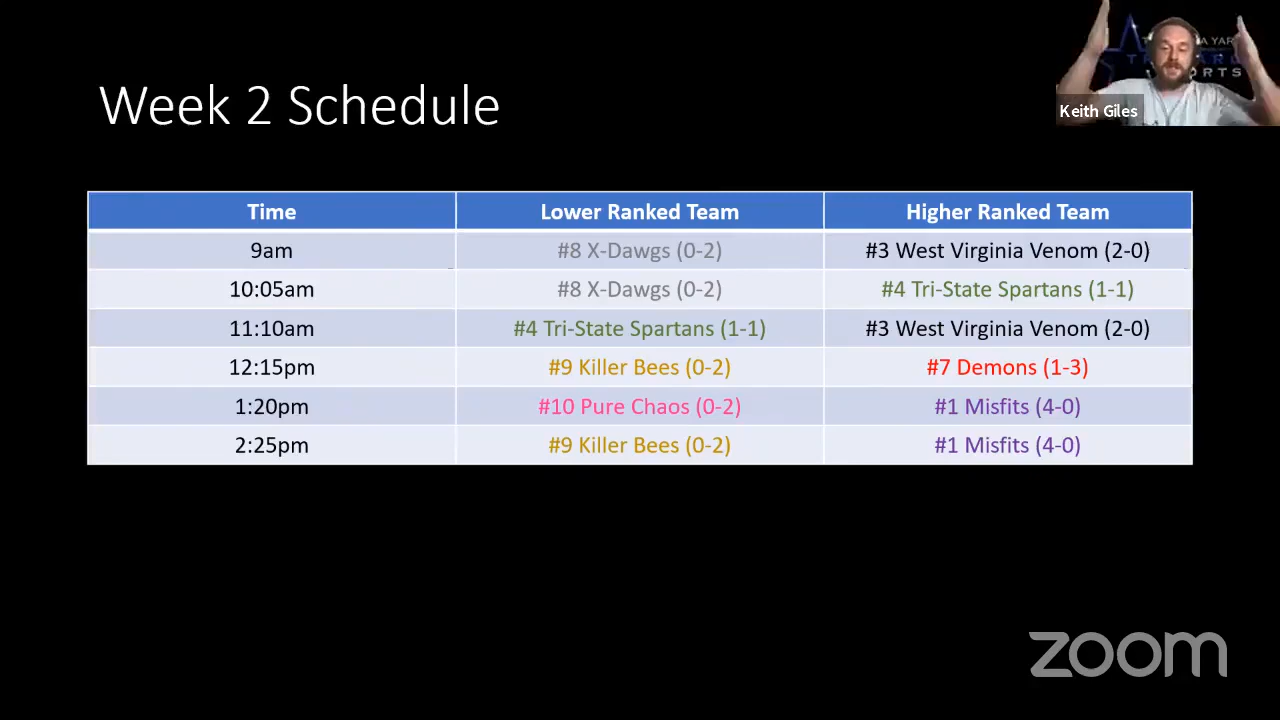 Week 2 Schedule
Keith Giles
Time Lower Ranked Team Higher Ranked Team
9am #8 X-Dawgs (0-2) #3 West Virginia Venom (2-0)
10:05am #8 X-Dawgs (0-2) #4 Tri-State Spartans (1-1)
11:10am #4 Tri-State Spartans (1-1) #3 West Virginia Venom (2-0)
12:15pm #9 Killer Bees (0-2) #7 Demons (1-3)
1:20pm #10 Pure Chaos (0-2) #1 Misfits (4-0)
2:25pm #9 Killer Bees (0-2) #1 Misfits (4-0)
zoom